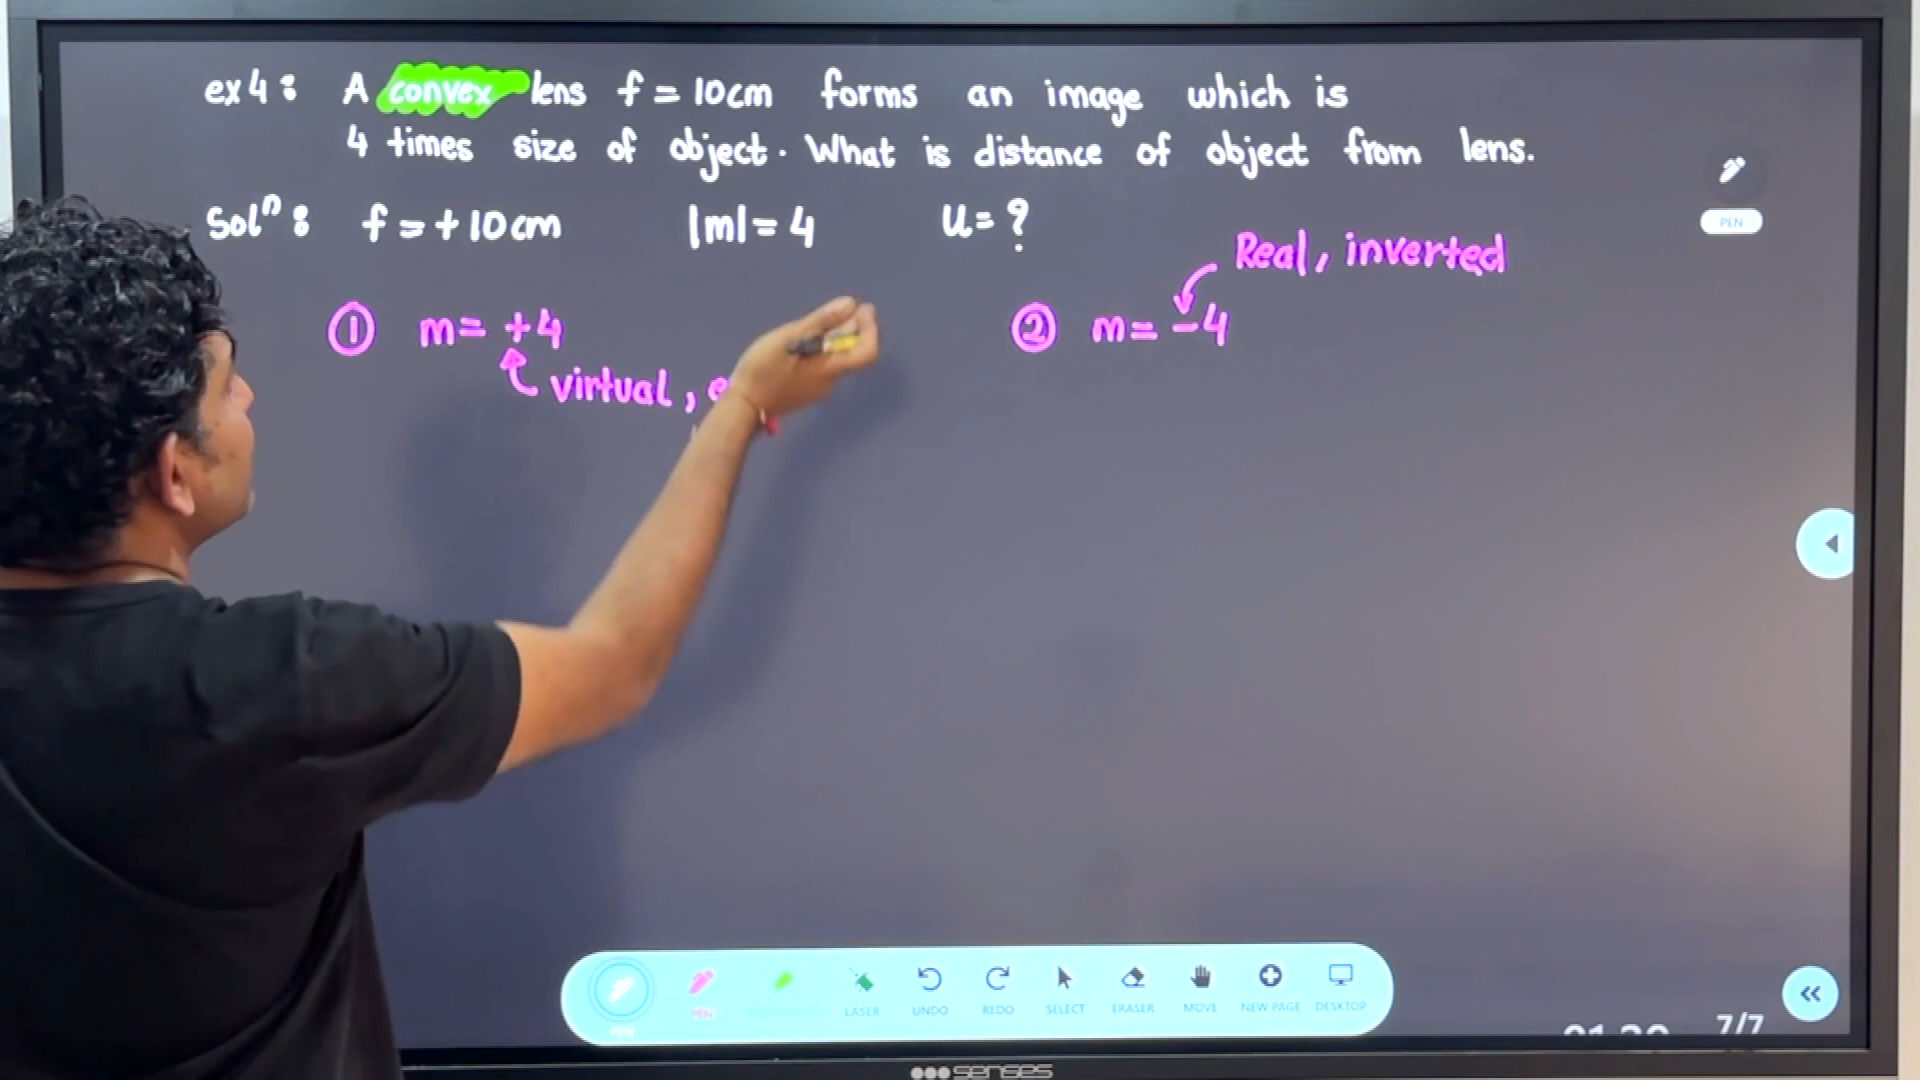 ex 4 : A convex lens f = 10cm forms an image which is
4 times size of object. What is distance of object from lens.
Solⁿ : f = + 10cm |m| = 4 u = ?
Real, inverted
① m = +4 ② m = -4
virtual,
PEN
PEN
LASER UNDO REDO SELECT ERASER MOVE NEW PAGE DESKTOP
7/7
senses